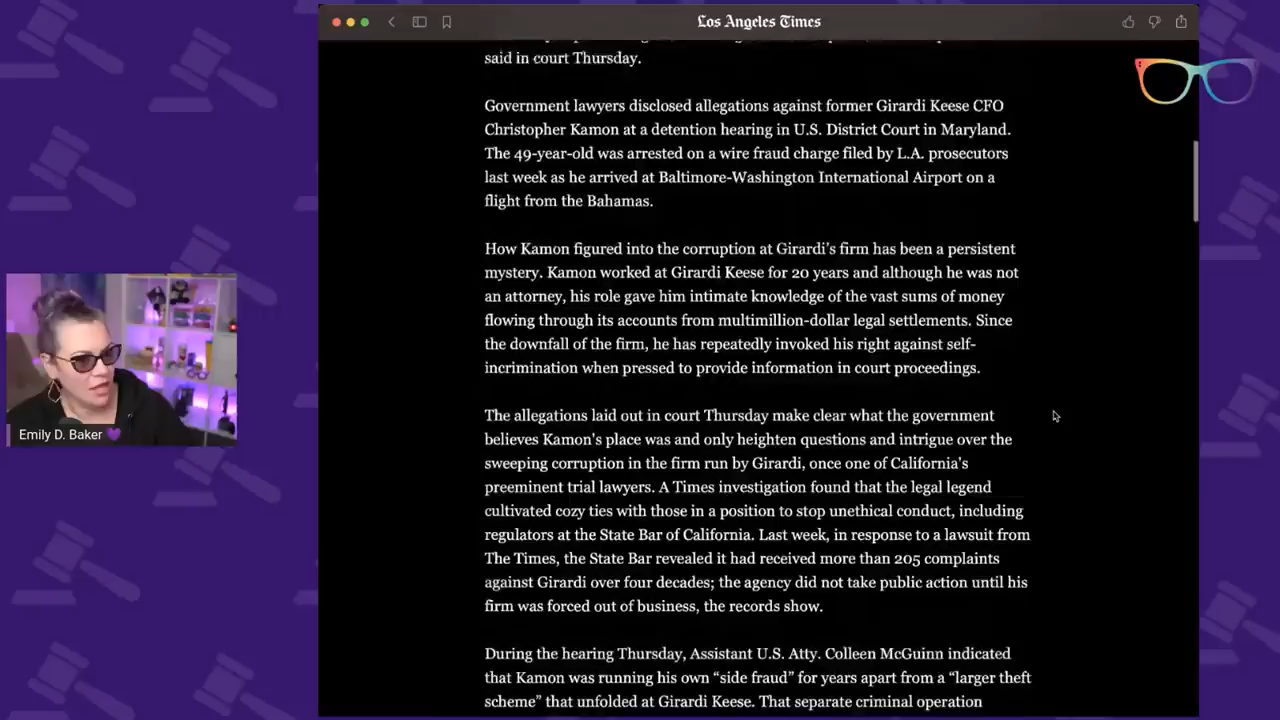 Los Angeles Times
said in court Thursday.
Government lawyers disclosed allegations against former Girardi Keese CFO
Christopher Kamon at a detention hearing in U.S. District Court in Maryland.
The 49-year-old was arrested on a wire fraud charge filed by L.A. prosecutors
last week as he arrived at Baltimore-Washington International Airport on a
flight from the Bahamas.
How Kamon figured into the corruption at Girardi's firm has been a persistent
mystery. Kamon worked at Girardi Keese for 20 years and although he was not
an attorney, his role gave him intimate knowledge of the vast sums of money
flowing through its accounts from multimillion-dollar legal settlements. Since
the downfall of the firm, he has repeatedly invoked his right against self-
incrimination when pressed to provide information in court proceedings.
The allegations laid out in court Thursday make clear what the government
believes Kamon's place was and only heighten questions and intrigue over the
sweeping corruption in the firm run by Girardi, once one of California's
preeminent trial lawyers. A Times investigation found that the legal legend
cultivated cozy ties with those in a position to stop unethical conduct, including
regulators at the State Bar of California. Last week, in response to a lawsuit from
The Times, the State Bar revealed it had received more than 205 complaints
against Girardi over four decades; the agency did not take public action until his
firm was forced out of business, the records show.
During the hearing Thursday, Assistant U.S. Atty. Colleen McGuinn indicated
that Kamon was running his own “side fraud” for years apart from a “larger theft
scheme” that unfolded at Girardi Keese. That separate criminal operation
Emily D. Baker 💜